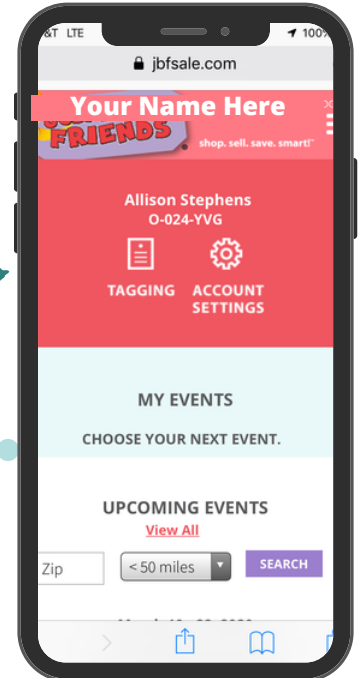 &T LTE 100%
jbfsale.com
Your Name Here
FRIENDS
shop. sell. save. smart!™
Allison Stephens
O-024-YVG
TAGGING ACCOUNT
SETTINGS
MY EVENTS
CHOOSE YOUR NEXT EVENT.
UPCOMING EVENTS
View All
Zip < 50 miles SEARCH